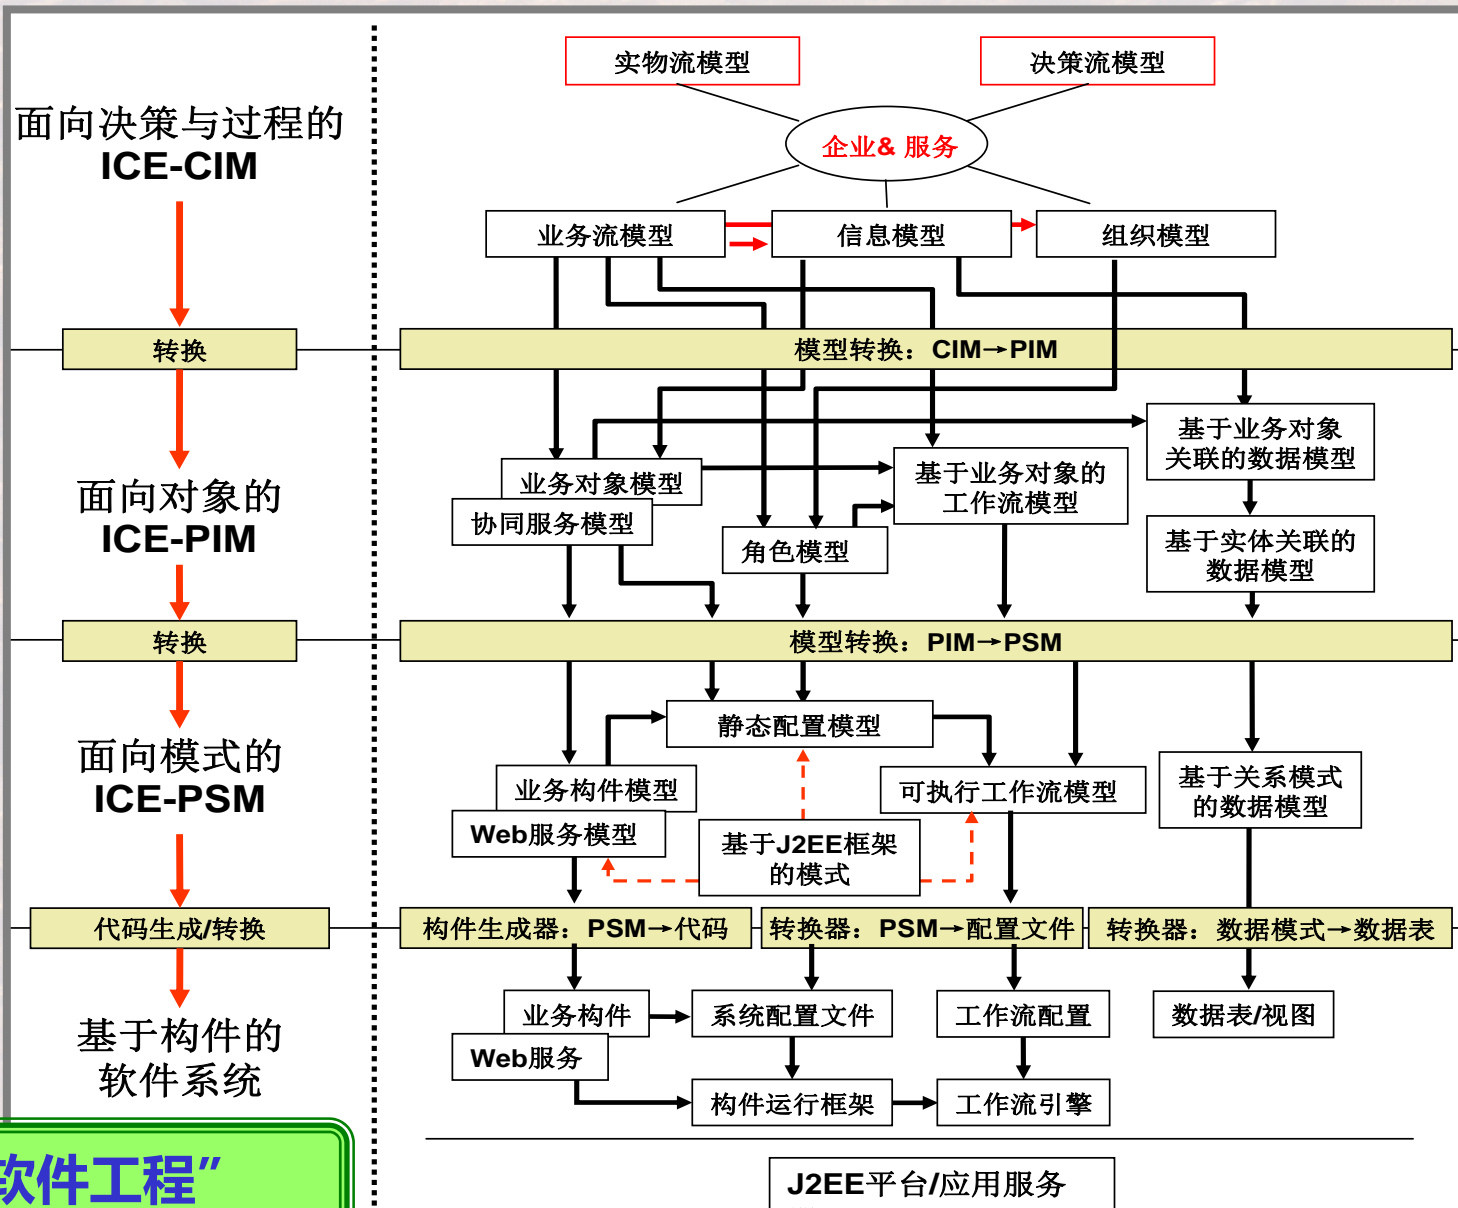 实物流模型
决策流模型
面向决策与过程的
ICE-CIM
企业& 服务
业务流模型
信息模型
组织模型
转换
模型转换：CIM→PIM
基于业务对象
关联的数据模型
业务对象模型
基于业务对象的
工作流模型
面向对象的
ICE-PIM
协同服务模型
角色模型
基于实体关联的
数据模型
转换
模型转换：PIM→PSM
静态配置模型
面向模式的
ICE-PSM
业务构件模型
可执行工作流模型
基于关系模式
的数据模型
Web服务模型
基于J2EE框架
的模式
代码生成/转换
构件生成器：PSM→代码
转换器：PSM→配置文件
转换器：数据模式→数据表
业务构件
系统配置文件
工作流配置
数据表/视图
基于构件的
软件系统
Web服务
构件运行框架
工作流引擎
软件工程”
J2EE平台/应用服务